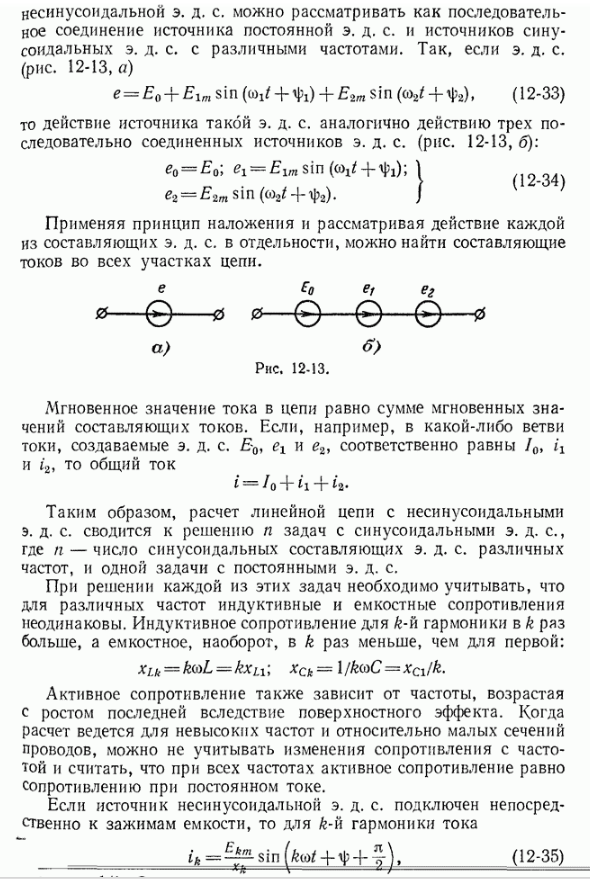 несинусоидальной э. д. с. можно рассматривать как последователь-
ное соединение источника постоянной э. д. с. и источников сину-
соидальных э. д. с. с различными частотами. Так, если э. д. с.
(рис. 12-13, а)
e = E₀ + E₁ₘ sin (ω₁t + ψ₁) + E₂ₘ sin (ω₂t + ψ₂), (12-33)
то действие источника такой э. д. с. аналогично действию трех по-
следовательно соединенных источников э. д. с. (рис. 12-13, б):
e₀ = E₀; e₁ = E₁ₘ sin (ω₁t + ψ₁); }
e₂ = E₂ₘ sin (ω₂t + ψ₂). } (12-34)
Применяя принцип наложения и рассматривая действие каждой
из составляющих э. д. с. в отдельности, можно найти составляющие
токов во всех участках цепи.
e E₀ e₁ e₂
а) б)
Рис. 12-13.
Мгновенное значение тока в цепи равно сумме мгновенных зна-
чений составляющих токов. Если, например, в какой-либо ветви
токи, создаваемые э. д. с. E₀, e₁ и e₂, соответственно равны I₀, i₁
и i₂, то общий ток
i = I₀ + i₁ + i₂.
Таким образом, расчет линейной цепи с несинусоидальными
э. д. с. сводится к решению n задач с синусоидальными э. д. с.,
где n — число синусоидальных составляющих э. д. с. различных
частот, и одной задачи с постоянными э. д. с.
При решении каждой из этих задач необходимо учитывать, что
для различных частот индуктивные и емкостные сопротивления
неодинаковы. Индуктивное сопротивление для k-й гармоники в k раз
больше, а емкостное, наоборот, в k раз меньше, чем для первой:
x_Lk = kωL = kx_L1; x_Ck = 1/kωC = x_C1/k.
Активное сопротивление также зависит от частоты, возрастая
с ростом последней вследствие поверхностного эффекта. Когда
расчет ведется для невысоких частот и относительно малых сечений
проводов, можно не учитывать изменения сопротивления с часто-
той и считать, что при всех частотах активное сопротивление равно
сопротивлению при постоянном токе.
Если источник несинусоидальной э. д. с. подключен непосред-
ственно к зажимам емкости, то для k-й гармоники тока
i_k = E_km/x_k sin (kωt + ψ + π/2), (12-35)